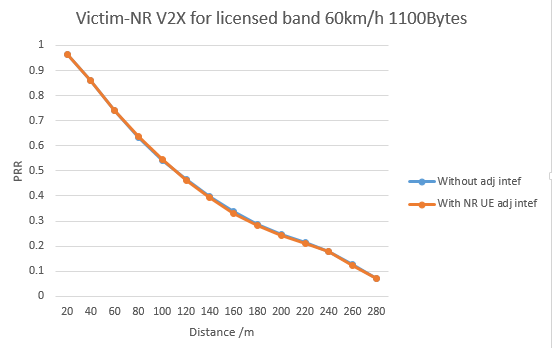 Victim-NR V2X for licensed band 60km/h 1100Bytes
1
0.9
0.8
0.7
0.6
0.5
0.4
0.3
0.2
0.1
0
PRR
20 40 60 80 100 120 140 160 180 200 220 240 260 280
Distance /m
Without adj intef
With NR UE adj intef